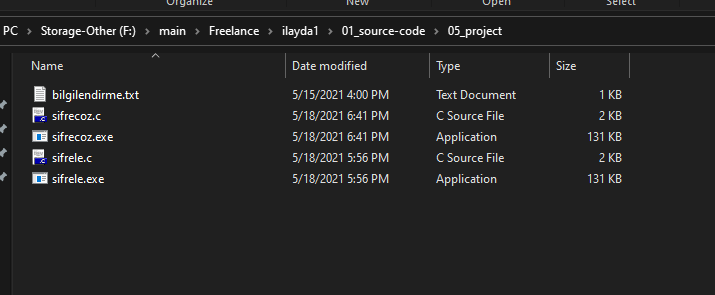 Organize New Open Select
PC > Storage-Other (F:) > main > Freelance > ilayda1 > 01_source-code > 05_project
Name Date modified Type Size
bilgilendirme.txt 5/15/2021 4:00 PM Text Document 1 KB
sifrecoz.c 5/18/2021 6:41 PM C Source File 2 KB
sifrecoz.exe 5/18/2021 6:41 PM Application 131 KB
sifrele.c 5/18/2021 5:56 PM C Source File 2 KB
sifrele.exe 5/18/2021 5:56 PM Application 131 KB